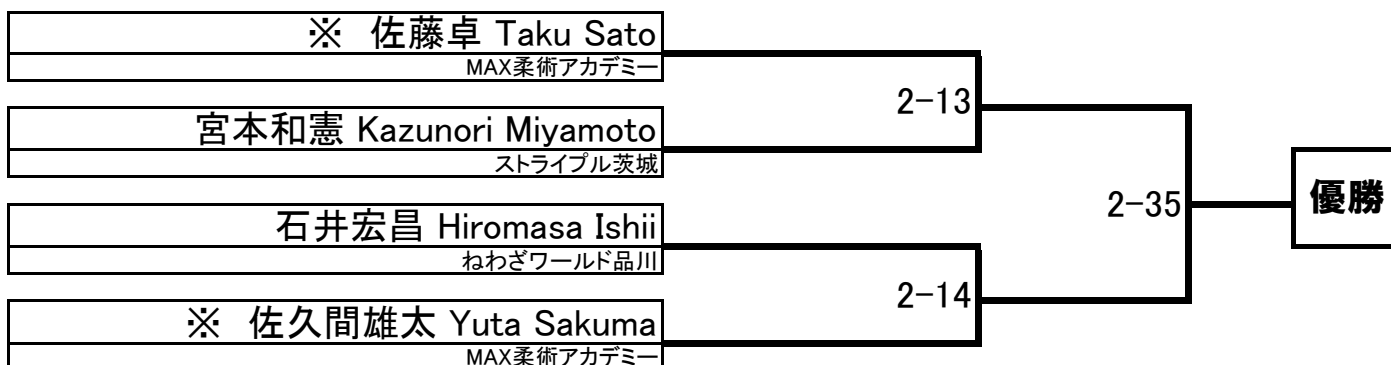 ※ 佐藤卓 Taku Sato
MAX柔術アカデミー
2-13
宮本和憲 Kazunori Miyamoto
ストライプル茨城
2-35
優勝
石井宏昌 Hiromasa Ishii
ねわざワールド品川
2-14
※ 佐久間雄太 Yuta Sakuma
MAX柔術アカデミー